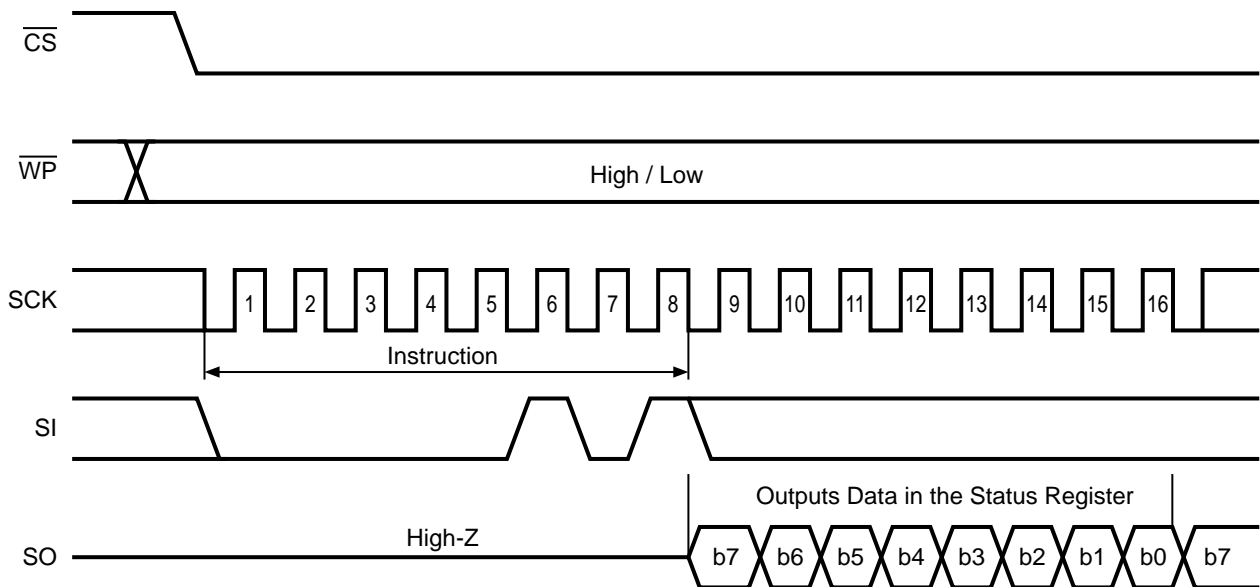 CS
WP
High / Low
SCK
1 2 3 4 5 6 7 8 9 10 11 12 13 14 15 16
Instruction
SI
Outputs Data in the Status Register
High-Z
SO
b7 b6 b5 b4 b3 b2 b1 b0 b7